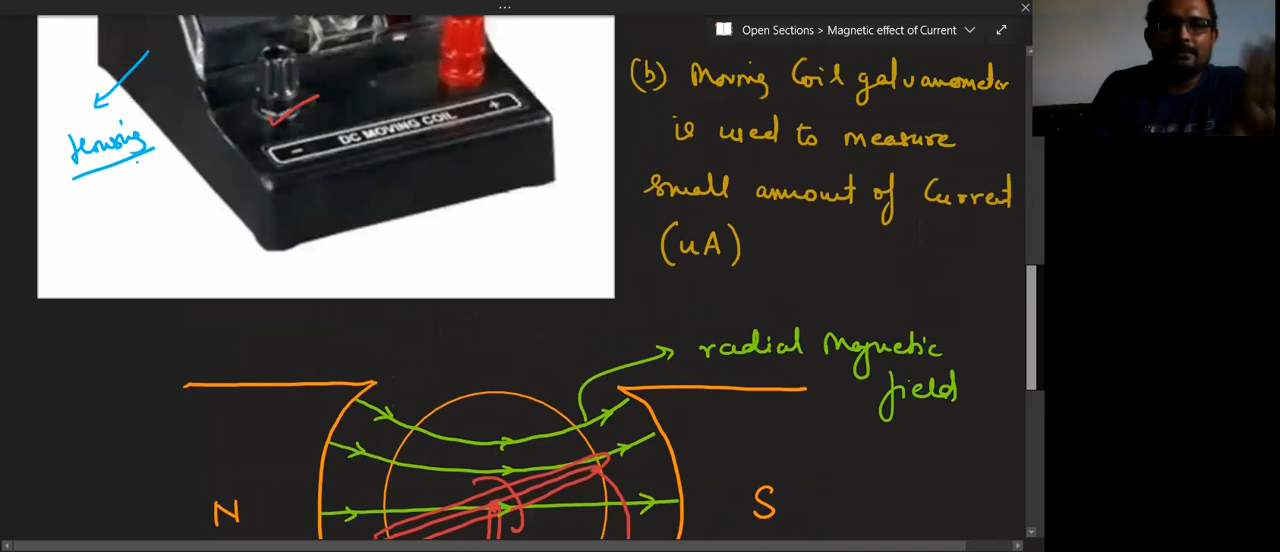 Open Sections > Magnetic effect of Current
(b) Moving Coil galvanometer
is used to measure
small amount of Current
(uA)
housing
- DC MOVING COIL +
radial Magnetic
field
N S